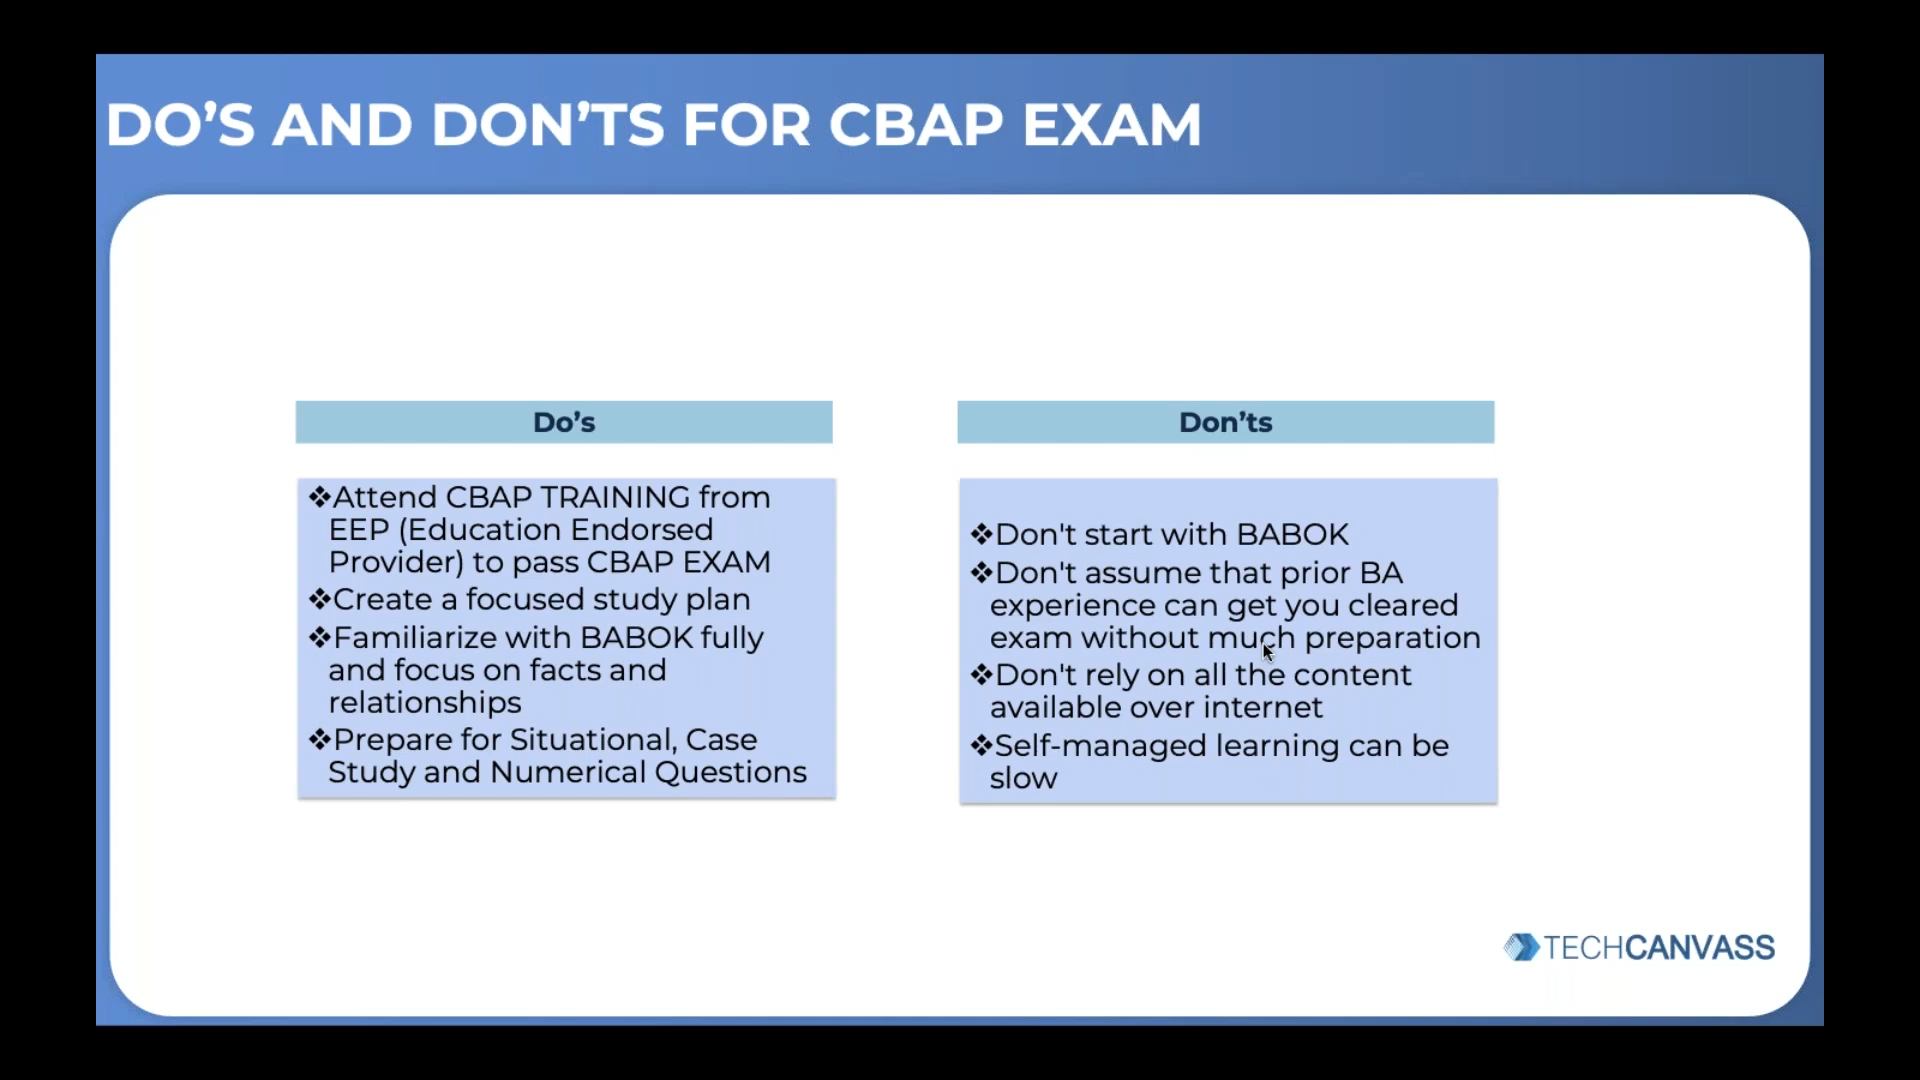 DO’S AND DON’TS FOR CBAP EXAM
Do’s
❖Attend CBAP TRAINING from
EEP (Education Endorsed
Provider) to pass CBAP EXAM
❖Create a focused study plan
❖Familiarize with BABOK fully
and focus on facts and
relationships
❖Prepare for Situational, Case
Study and Numerical Questions
Don’ts
❖Don't start with BABOK
❖Don't assume that prior BA
experience can get you cleared
exam without much preparation
❖Don't rely on all the content
available over internet
❖Self-managed learning can be
slow
TECHCANVASS